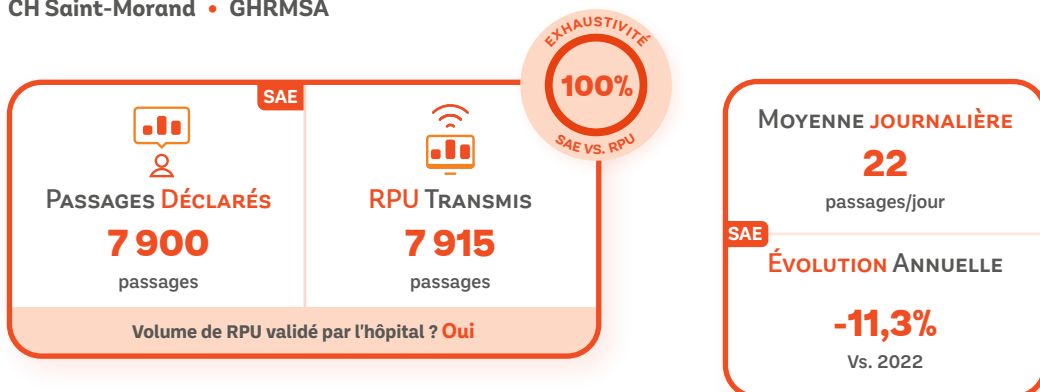 CH Saint-Morand • GHRMSA
EXHAUSTIVITÉ
100%
SAE VS. RPU
SAE
Passages Déclarés
7 900
passages
RPU Transmis
7 915
passages
Volume de RPU validé par l'hôpital ? Oui
Moyenne journalière
22
passages/jour
SAE
Évolution Annuelle
-11,3%
Vs. 2022